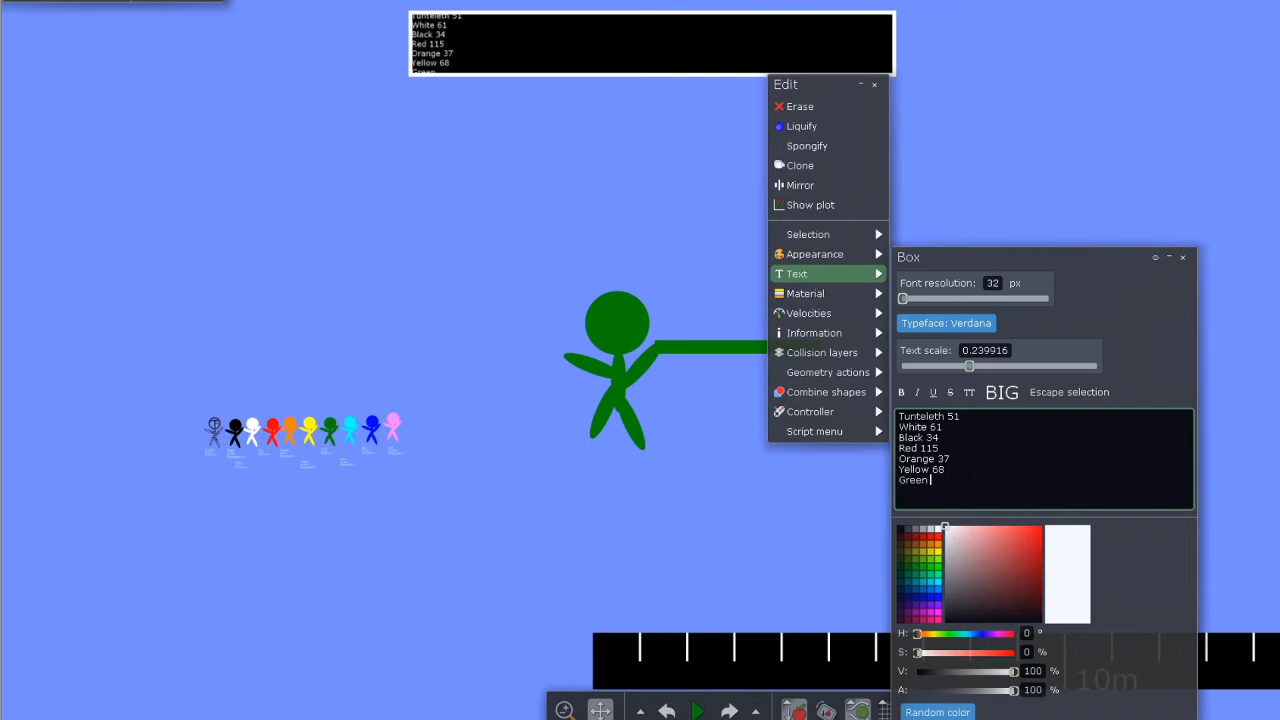 Tunteleth 51
White 61
Black 34
Red 115
Orange 37
Yellow 68
Green
Edit
Erase
Liquify
Spongify
Clone
Mirror
Show plot
Selection
Appearance
Text
Material
Velocities
Information
Collision layers
Geometry actions
Combine shapes
Controller
Script menu
Box
Font resolution: 32 px
Typeface: Verdana
Text scale: 0.239916
B I U S TT BIG Escape selection
Tunteleth 51
White 61
Black 34
Red 115
Orange 37
Yellow 68
Green
H: 0 °
S: 0 %
V: 100 %
A: 100 %
Random color
10m